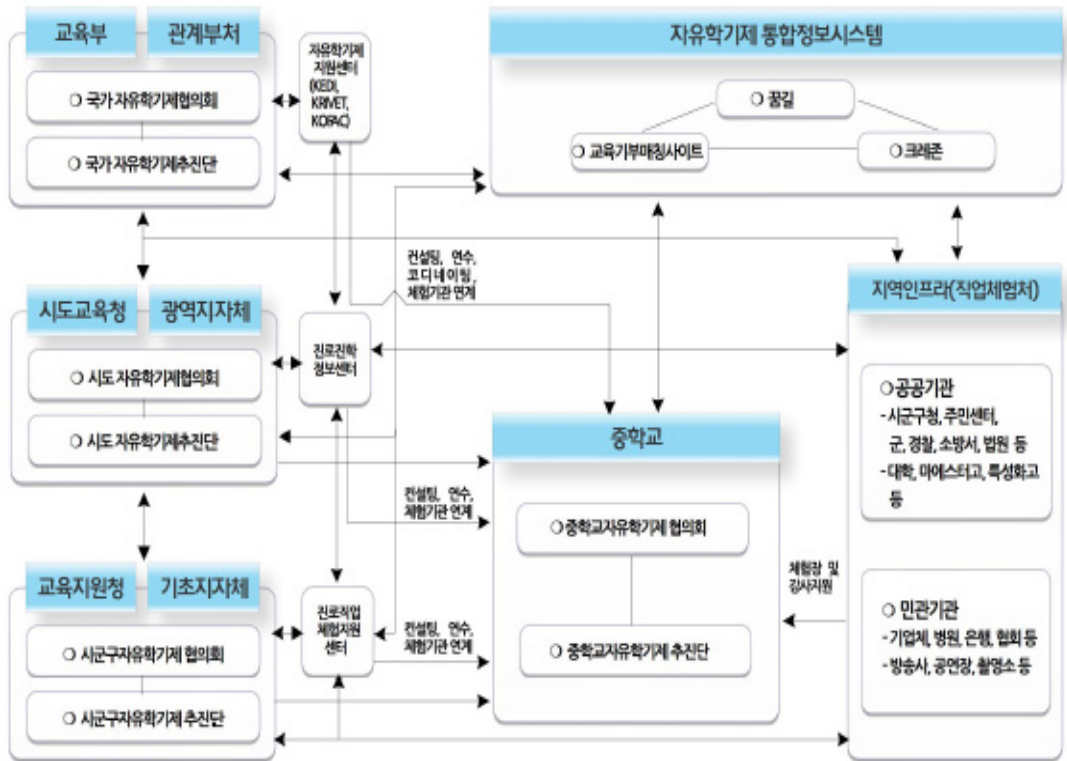 교육부
관계부처
❍ 국가 자유학기제협의회
❍ 국가 자유학기제추진단
자유학기제
지원센터
(KEDI,
KRIVET,
KOFAC)
자유학기제 통합정보시스템
❍ 꿈길
❍ 교육기부매칭사이트
❍ 크레존
컨설팅, 연수,
코디네이팅,
체험기관 연계
시도교육청
광역지자체
❍ 시도 자유학기제협의회
❍ 시도 자유학기제추진단
진로진학
정보센터
컨설팅, 연수,
체험기관 연계
교육지원청
기초지자체
❍ 시군구자유학기제 협의회
❍ 시군구자유학기제 추진단
진로직업
체험지원
센터
컨설팅, 연수,
체험기관 연계
중학교
❍ 중학교자유학기제 협의회
❍ 중학교자유학기제 추진단
체험장 및
강사지원
지역인프라(직업체험처)
❍ 공공기관
- 시군구청, 주민센터,
군, 경찰, 소방서, 법원 등
- 대학, 마에스터고, 특성화고
등
❍ 민관기관
- 기업체, 병원, 은행, 협회 등
- 방송사, 공연장, 촬영소 등